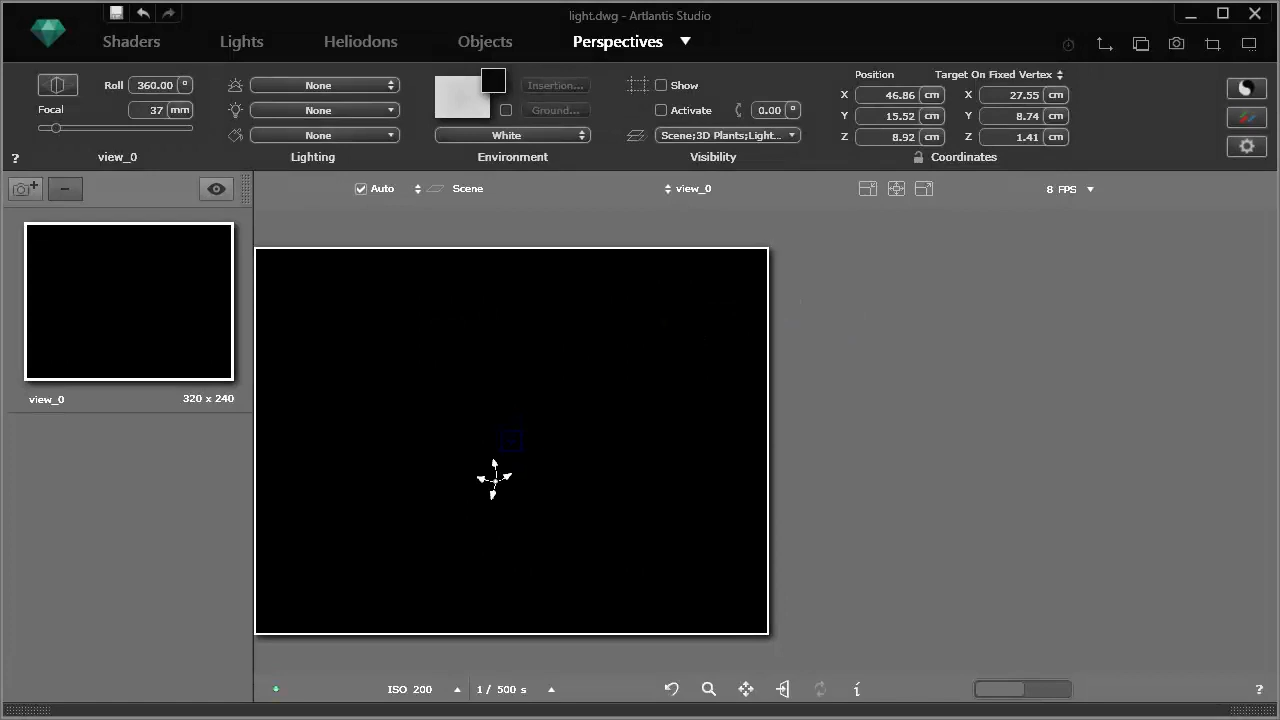 light.dwg - Artlantis Studio
Shaders Lights Heliodons Objects Perspectives
Roll 360.00 ° None Insertion... Show Position Target On Fixed Vertex
X 46.86 cm X 27.55 cm
Focal 37 mm None Ground... Activate 0.00 °
Y 15.52 cm Y 8.74 cm
None White Scene;3D Plants;Light... Z 8.92 cm Z 1.41 cm
? view_0 Lighting Environment Visibility Coordinates
Auto Scene view_0 8 FPS
view_0 320 x 240
ISO 200 1 / 500 s i ?